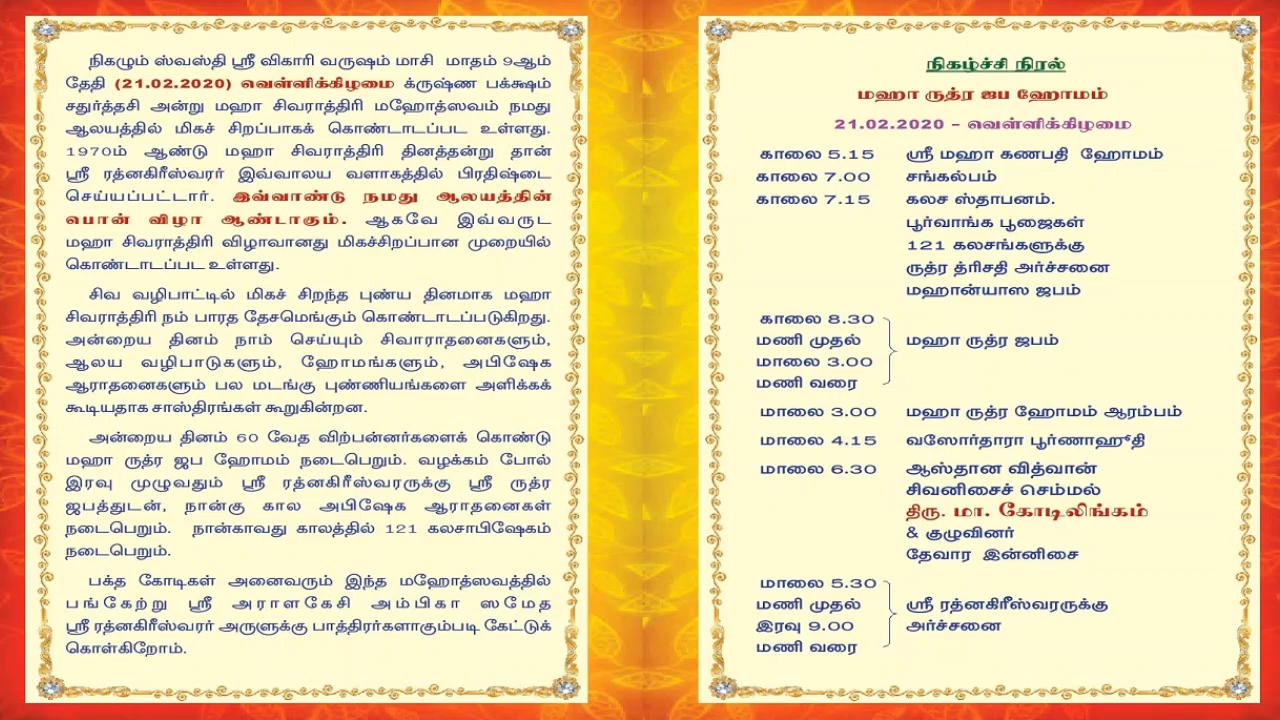 நிகழும் ஸ்வஸ்தி ஸ்ரீ விகாரி வருஷம் மாசி மாதம் 9ஆம்
தேதி (21.02.2020) வெள்ளிக்கிழமை க்ருஷ்ண பக்ஷம்
சதுர்த்தசி அன்று மஹா சிவராத்திரி மஹோத்ஸவம் நமது
ஆலயத்தில் மிகச் சிறப்பாகக் கொண்டாடப்பட உள்ளது.
1970ம் ஆண்டு மஹா சிவராத்திரி தினத்தன்று தான்
ஸ்ரீ ரத்னகிரீஸ்வரர் இவ்வாலய வளாகத்தில் பிரதிஷ்டை
செய்யப்பட்டார். இவ்வாண்டு நமது ஆலயத்தின்
பொன் விழா ஆண்டாகும். ஆகவே இவ்வருட
மஹா சிவராத்திரி விழாவானது மிகச்சிறப்பான முறையில்
கொண்டாடப்பட உள்ளது.
சிவ வழிபாட்டில் மிகச் சிறந்த புண்ய தினமாக மஹா
சிவராத்திரி நம் பாரத தேசமெங்கும் கொண்டாடப்படுகிறது.
அன்றைய தினம் நாம் செய்யும் சிவாராதனைகளும்,
ஆலய வழிபாடுகளும், ஹோமங்களும், அபிஷேக
ஆராதனைகளும் பல மடங்கு புண்ணியங்களை அளிக்கக்
கூடியதாக சாஸ்திரங்கள் கூறுகின்றன.
அன்றைய தினம் 60 வேத விற்பன்னர்களைக் கொண்டு
மஹா ருத்ர ஜப ஹோமம் நடைபெறும். வழக்கம் போல்
இரவு முழுவதும் ஸ்ரீ ரத்னகிரீஸ்வரருக்கு ஸ்ரீ ருத்ர
ஜபத்துடன், நான்கு கால அபிஷேக ஆராதனைகள்
நடைபெறும். நான்காவது காலத்தில் 121 கலசாபிஷேகம்
நடைபெறும்.
பக்த கோடிகள் அனைவரும் இந்த மஹோத்ஸவத்தில்
பங்கேற்று ஸ்ரீ அராளகேசி அம்பிகா ஸமேத
ஸ்ரீ ரத்னகிரீஸ்வரர் அருளுக்கு பாத்திரர்களாகும்படி கேட்டுக்
கொள்கிறோம்.
நிகழ்ச்சி நிரல்
மஹா ருத்ர ஜப ஹோமம்
21.02.2020 - வெள்ளிக்கிழமை
காலை 5.15 ஸ்ரீ மஹா கணபதி ஹோமம்
காலை 7.00 சங்கல்பம்
காலை 7.15 கலச ஸ்தாபனம்.
பூர்வாங்க பூஜைகள்
121 கலசங்களுக்கு
ருத்ர த்ரிசதி அர்ச்சனை
மஹான்யாஸ ஜபம்
காலை 8.30
மணி முதல் மஹா ருத்ர ஜபம்
மாலை 3.00
மணி வரை
மாலை 3.00 மஹா ருத்ர ஹோமம் ஆரம்பம்
மாலை 4.15 வஸோர்தாரா பூர்ணாஹூதி
மாலை 6.30 ஆஸ்தான வித்வான்
சிவனிசைச் செம்மல்
திரு. மா. கோடிலிங்கம்
& குழுவினர்
தேவார இன்னிசை
மாலை 5.30
மணி முதல் ஸ்ரீ ரத்னகிரீஸ்வரருக்கு
இரவு 9.00 அர்ச்சனை
மணி வரை